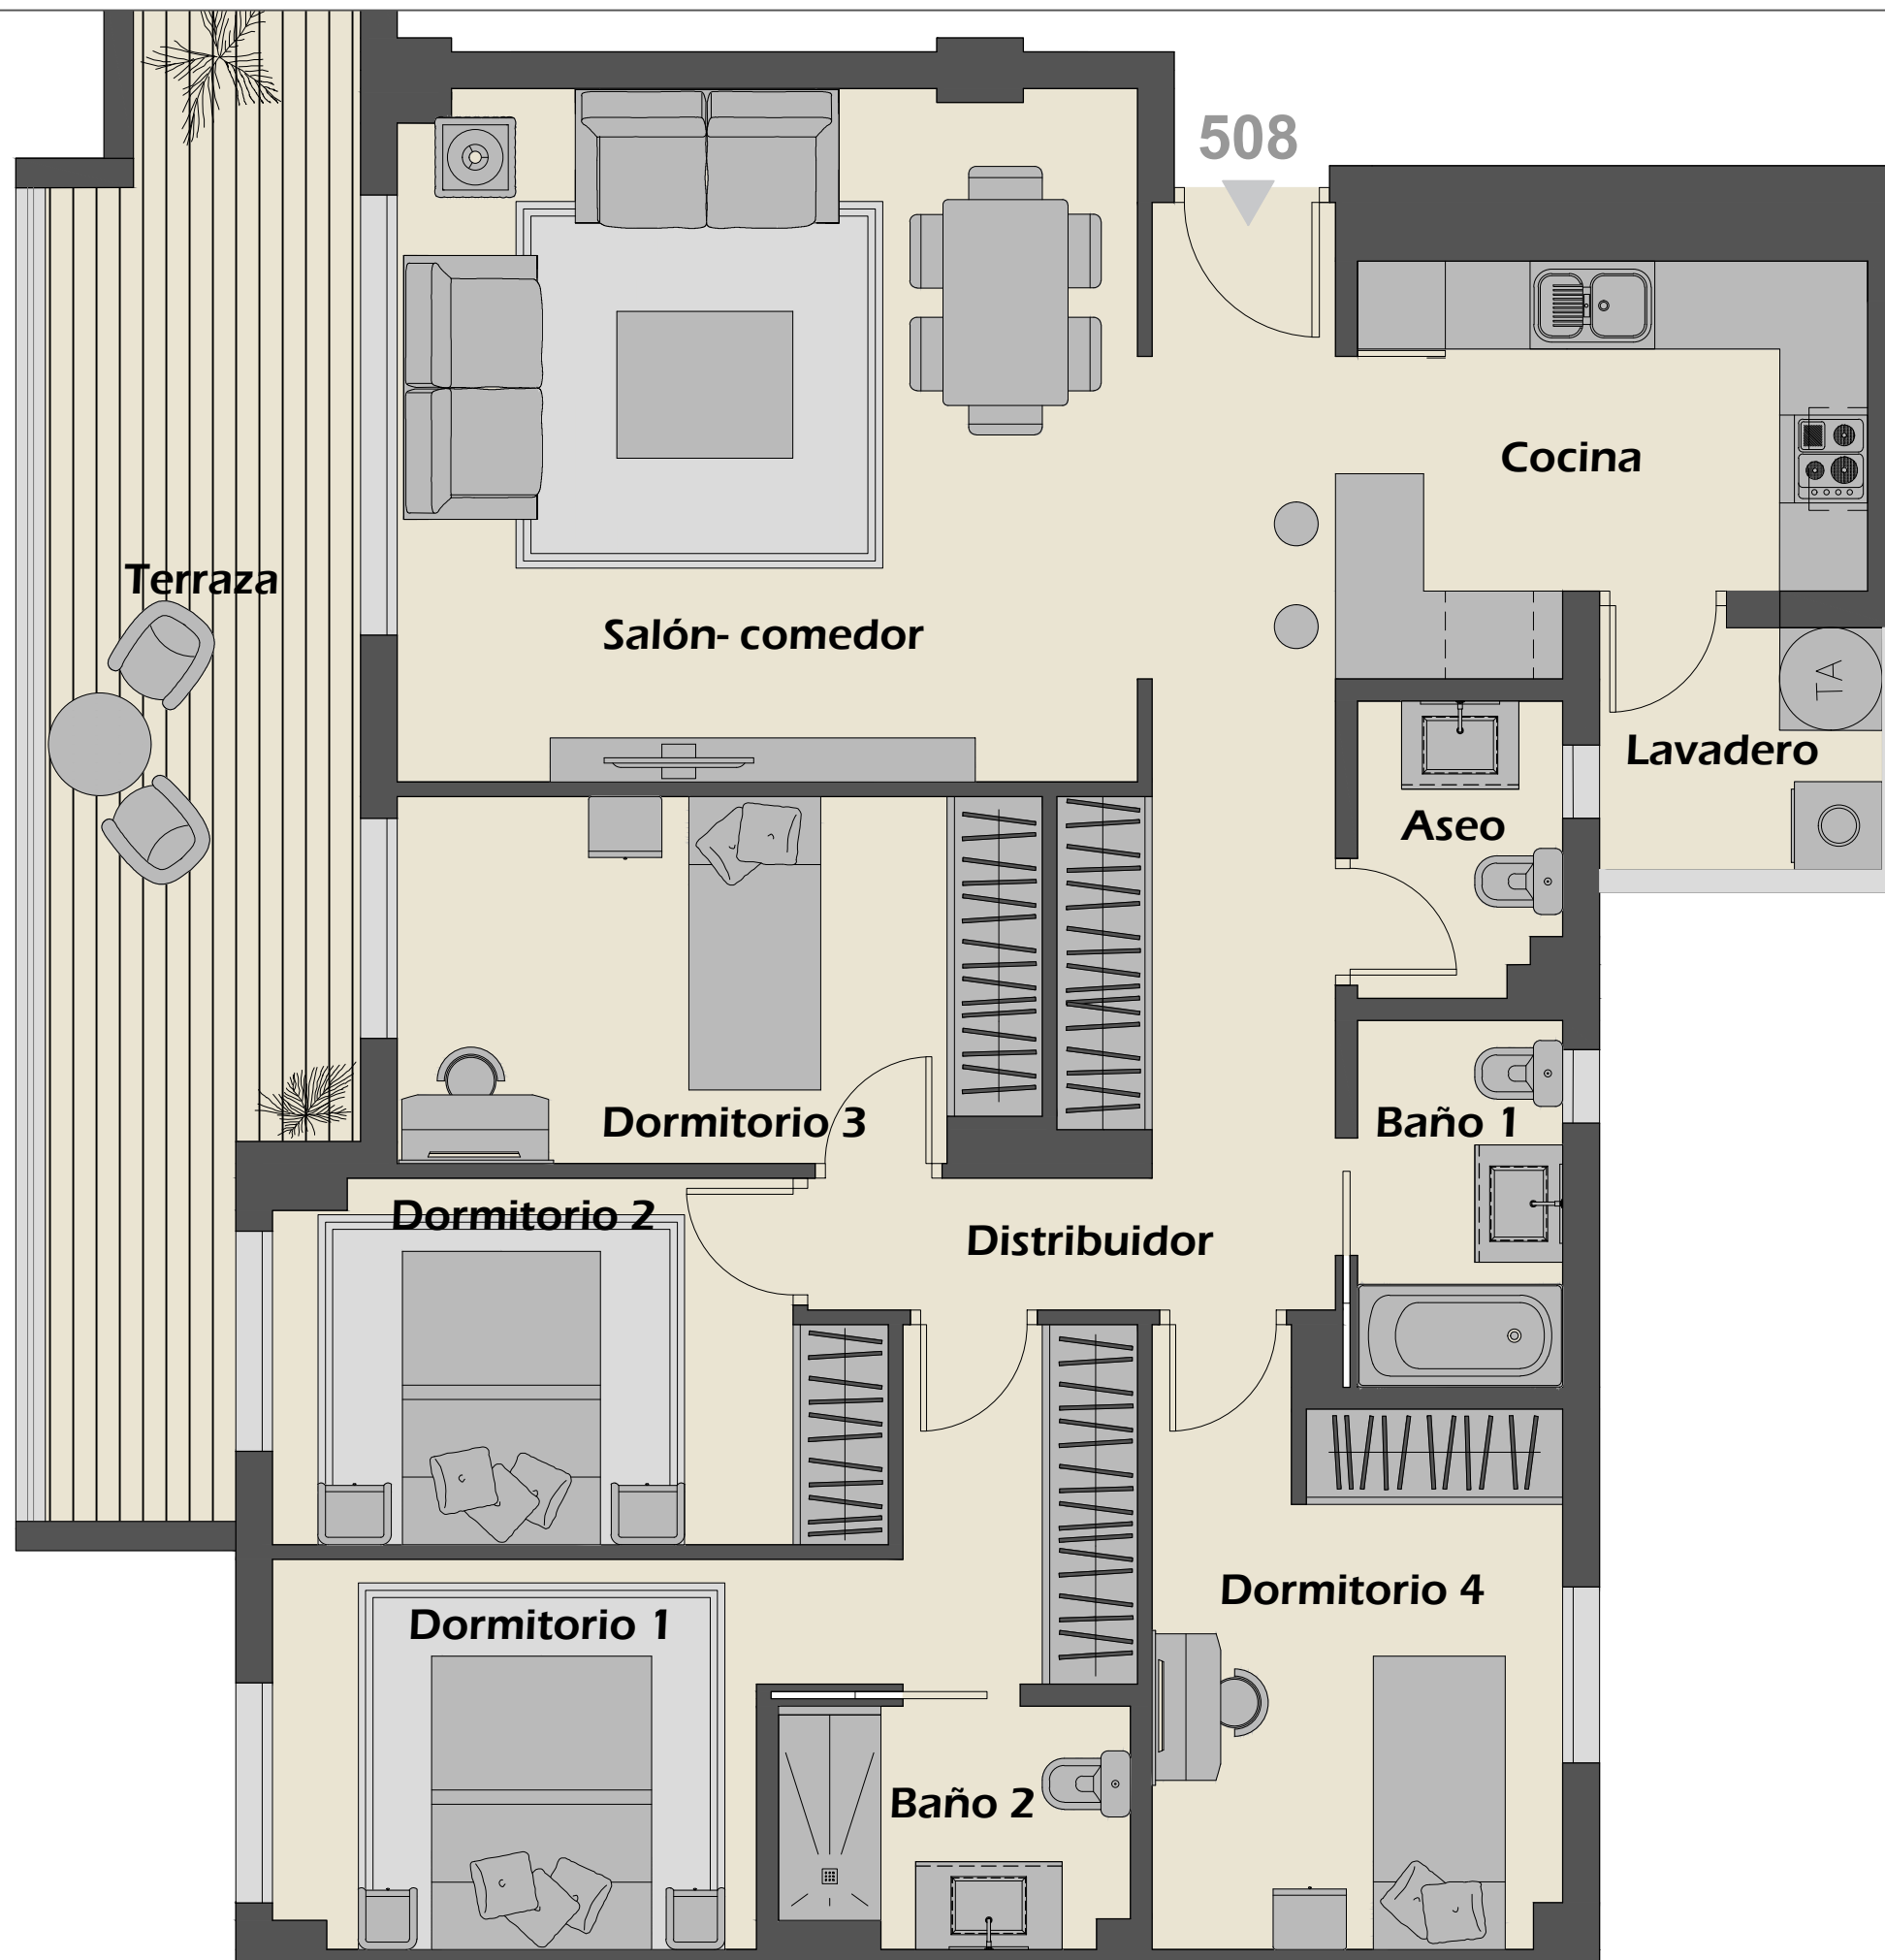 508
Cocina
Terraza
Salón- comedor
TA
Lavadero
Aseo
Dormitorio 3
Baño 1
Dormitorio 2
Distribuidor
Dormitorio 4
Dormitorio 1
Baño 2